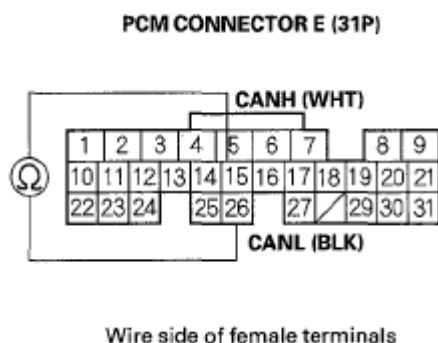 PCM CONNECTOR E (31P)
CANH (WHT)
1 2 3 4 5 6 7 8 9
Ω 10 11 12 13 14 15 16 17 18 19 20 21
22 23 24 25 26 27 29 30 31
CANL (BLK)
Wire side of female terminals